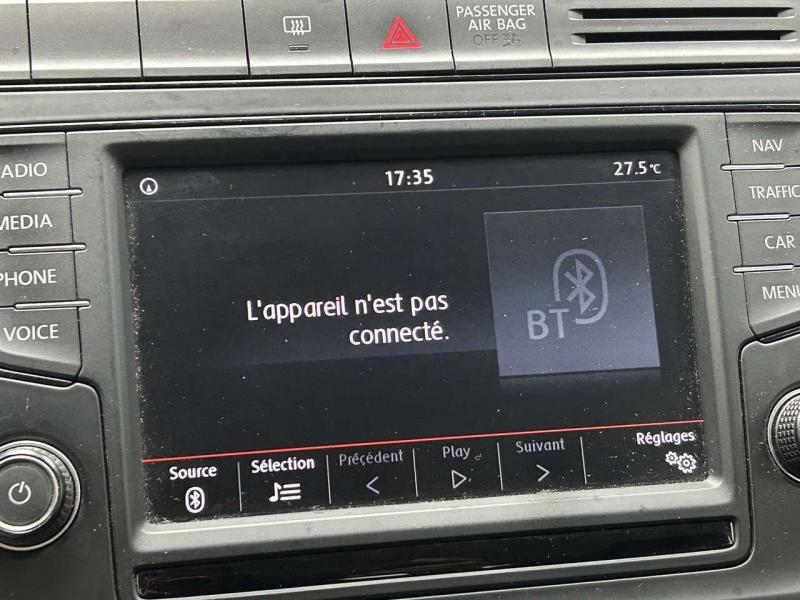 PASSENGER
AIR BAG
OFF
ADIO
MEDIA
PHONE
VOICE
NAV
TRAFFIC
CAR
MENU
17:35
27.5°C
L'appareil n'est pas
connecté.
BT
Source
Sélection
Précédent
Play
Suivant
Réglages